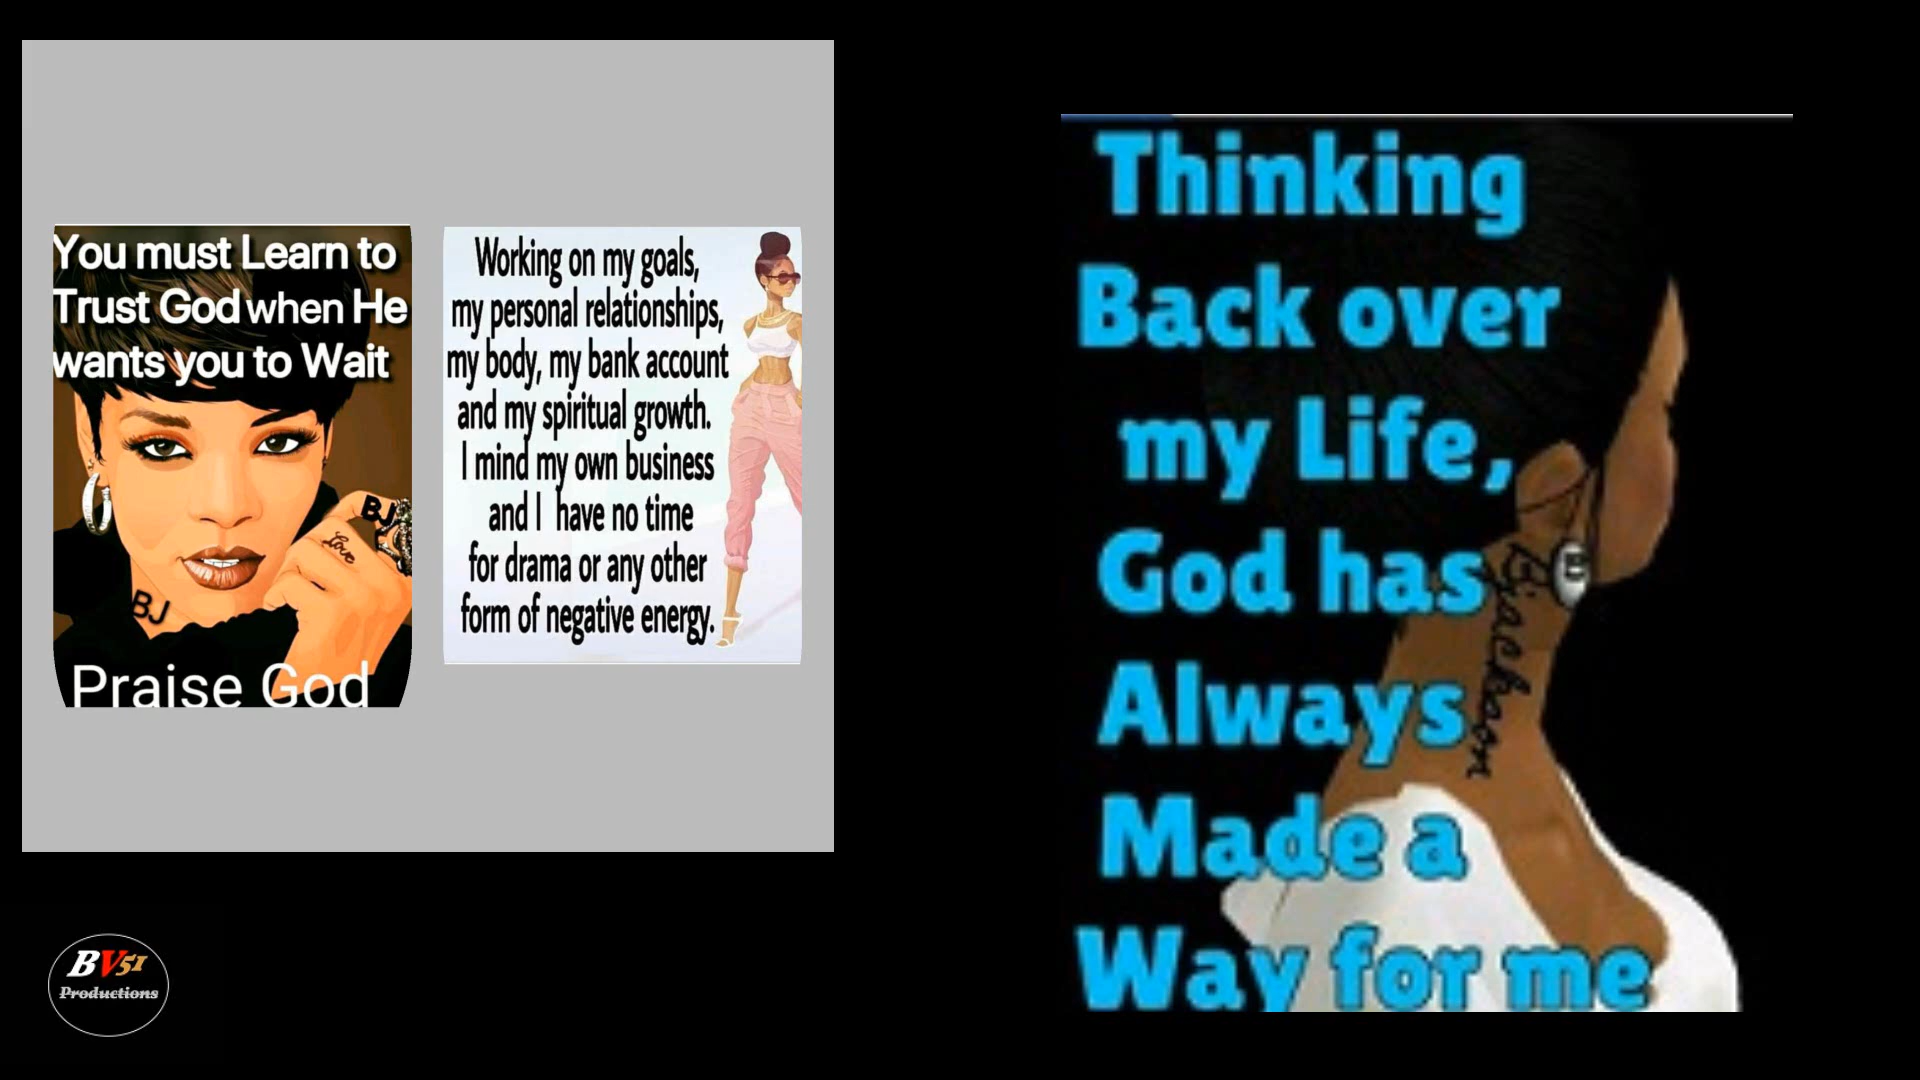 You must Learn to
Trust God when He
wants you to Wait
BJ
Love
BJ
Praise God
Working on my goals,
my personal relationships,
my body, my bank account
and my spiritual growth.
I mind my own business
and I have no time
for drama or any other
form of negative energy.
Thinking
Back over
my Life,
God has
Always
Made a
Way for me
BJ
BV51
Productions